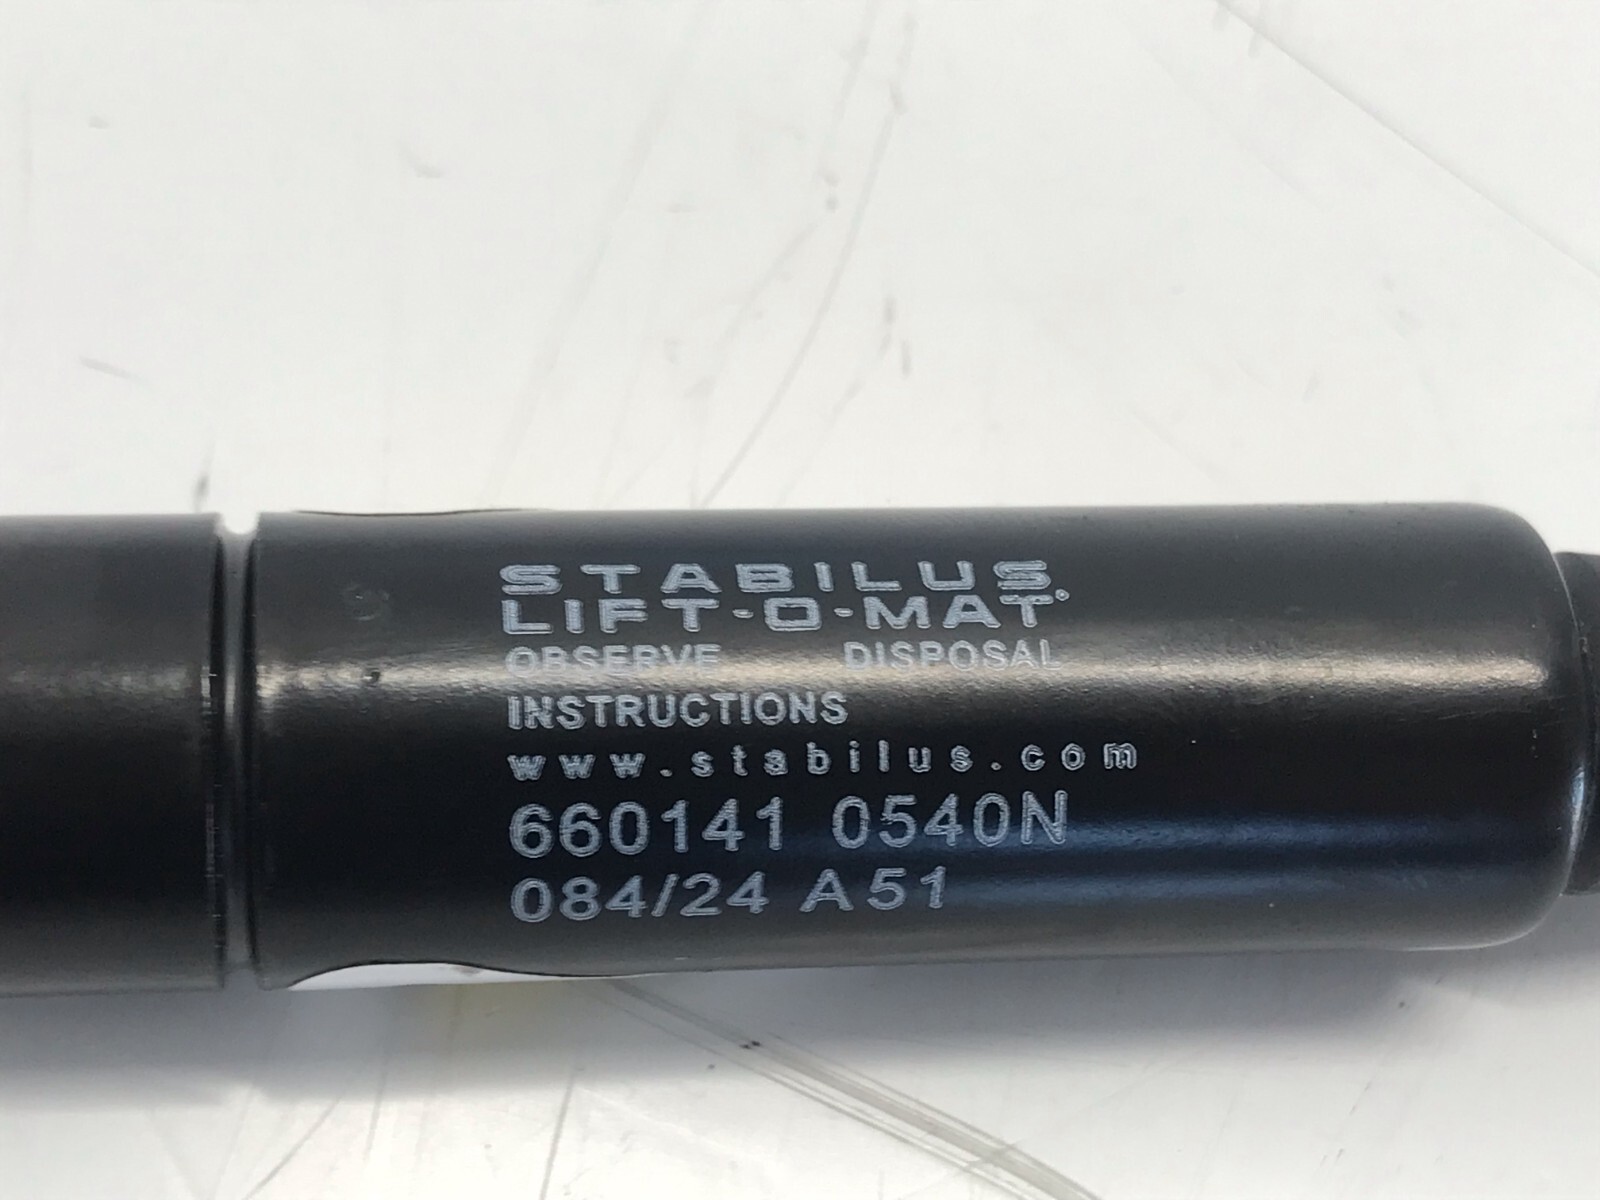 STABILUS
LIFT-O-MAT®
OBSERVE DISPOSAL
INSTRUCTIONS
www.stabilus.com
660141 0540N
084/24 A51